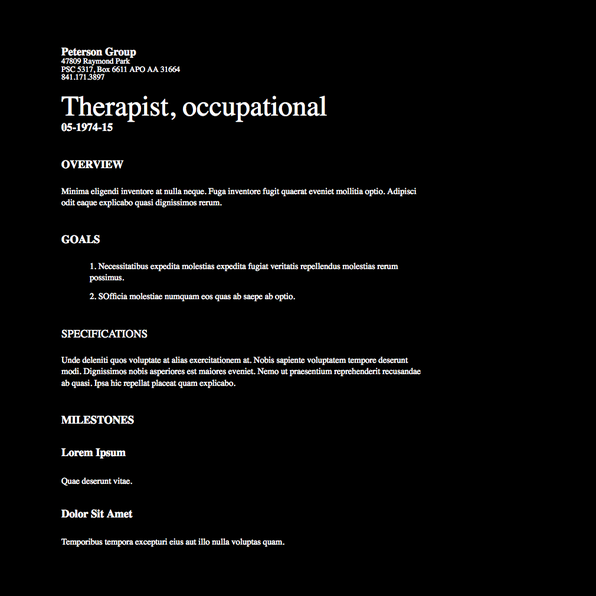 Peterson Group
47809 Raymond Park
PSC 5317, Box 6611 APO AA 31664
841.171.3897
Therapist, occupational
05-1974-15
OVERVIEW
Minima eligendi inventore at nulla neque. Fuga inventore fugit quaerat eveniet mollitia optio. Adipisci
odit eaque explicabo quasi dignissimos rerum.
GOALS
1. Necessitatibus expedita molestias expedita fugiat veritatis repellendus molestias rerum
possimus.
2. SOfficia molestiae numquam eos quas ab saepe ab optio.
SPECIFICATIONS
Unde deleniti quos voluptate at alias exercitationem at. Nobis sapiente voluptatem tempore deserunt
modi. Dignissimos nobis asperiores est maiores eveniet. Nemo ut praesentium reprehenderit recusandae
ab quasi. Ipsa hic repellat placeat quam explicabo.
MILESTONES
Lorem Ipsum
Quae deserunt vitae.
Dolor Sit Amet
Temporibus tempora excepturi eius aut illo nulla voluptas quam.